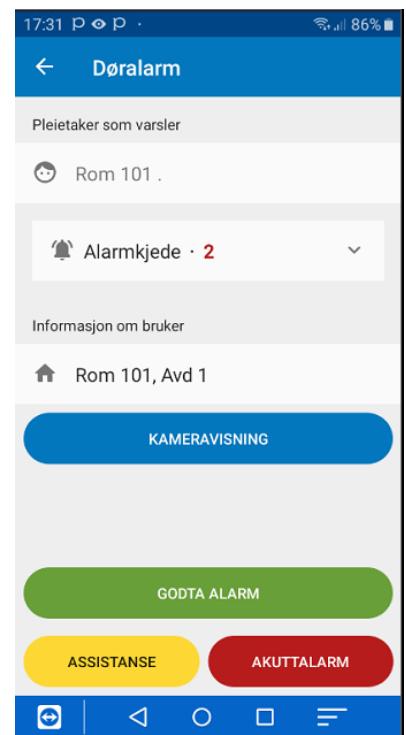 17:31 86%
Døralarm
Pleietaker som varsler
Rom 101 .
Alarmkjede · 2
Informasjon om bruker
Rom 101, Avd 1
KAMERAVISNING
GODTA ALARM
ASSISTANSE AKUTTALARM